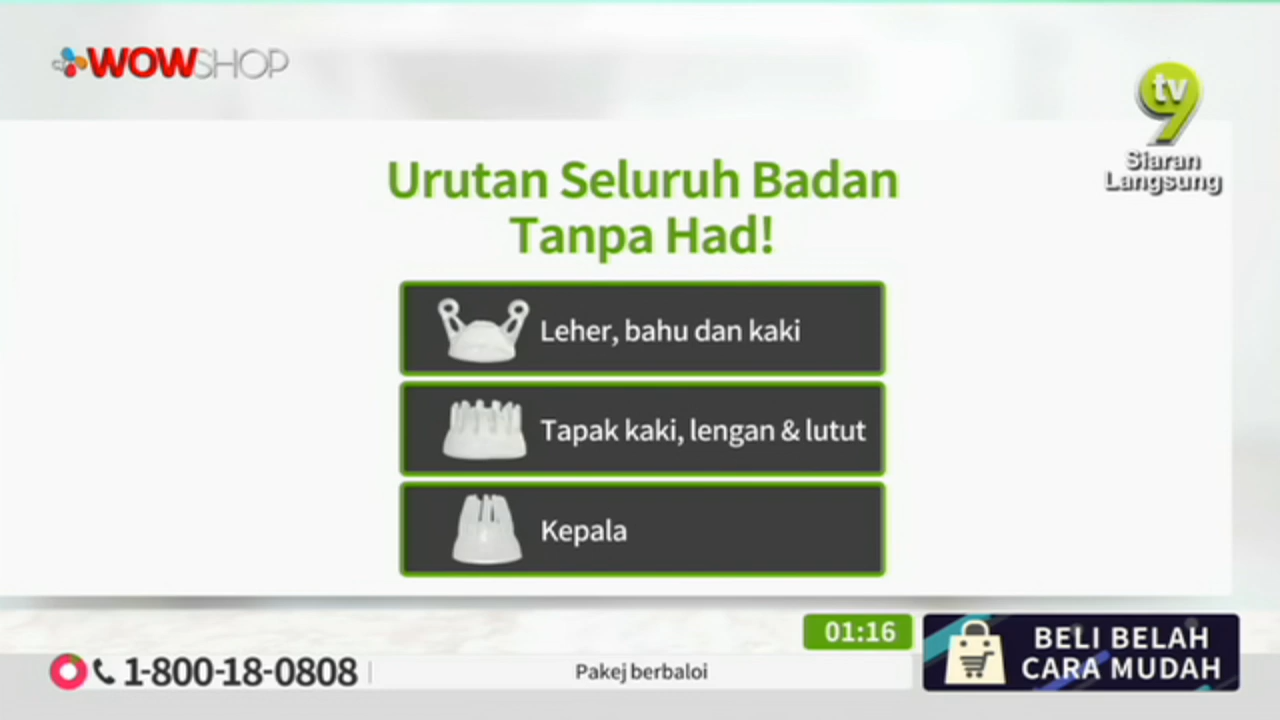 WOWSHOP
tv9
Siaran
Langsung
Urutan Seluruh Badan
Tanpa Had!
Leher, bahu dan kaki
Tapak kaki, lengan & lutut
Kepala
01:16
BELI BELAH
CARA MUDAH
1-800-18-0808
Pakej berbaloi